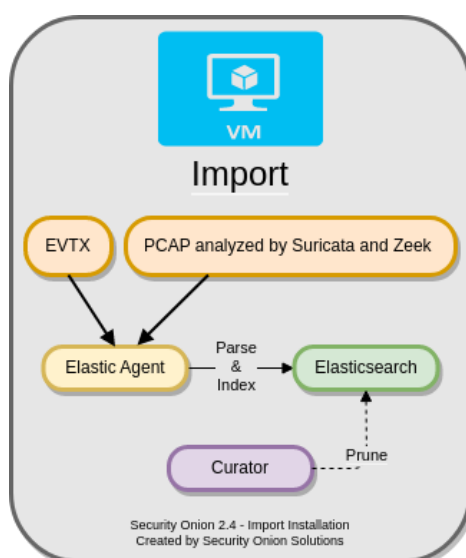 VM
Import
EVTX
PCAP analyzed by Suricata and Zeek
Elastic Agent
Parse
&
Index
Elasticsearch
Prune
Curator
Security Onion 2.4 - Import Installation
Created by Security Onion Solutions